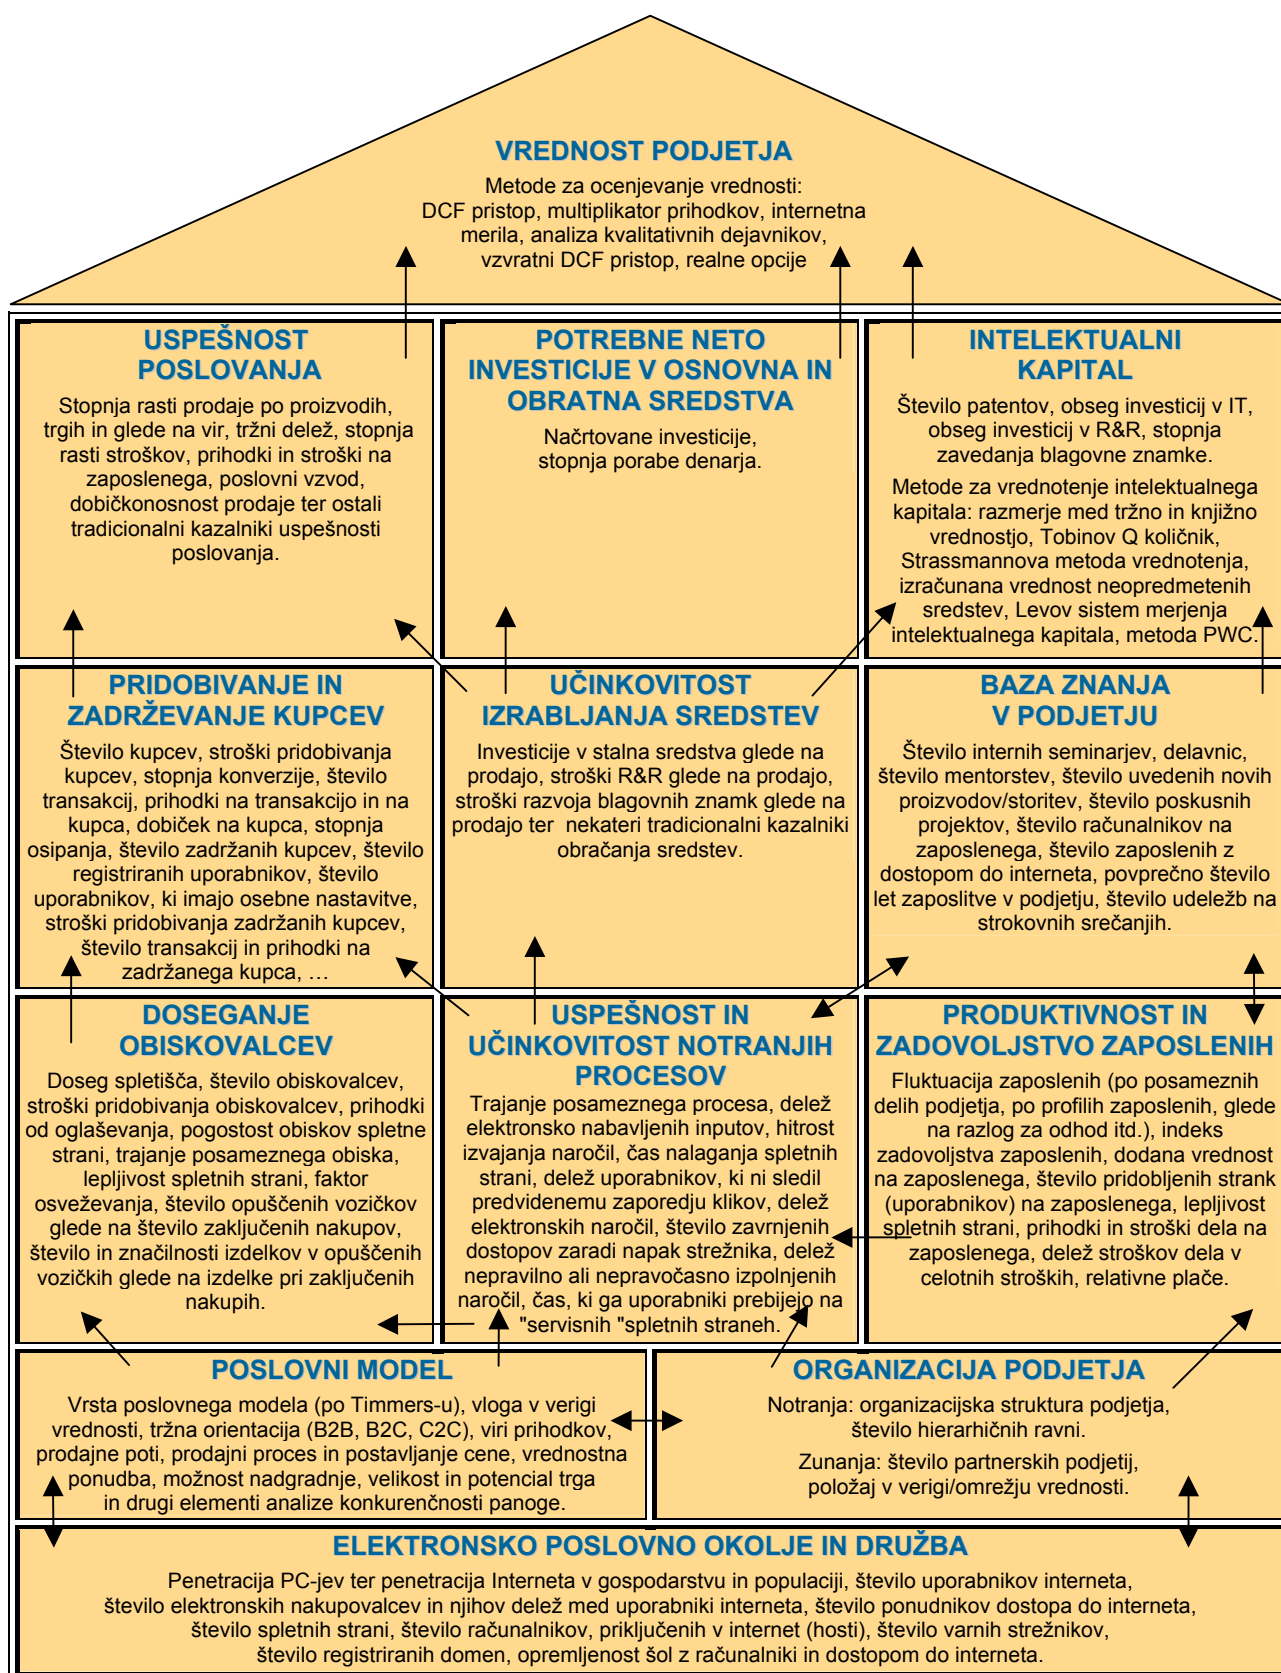 VREDNOST PODJETJA
Metode za ocenjevanje vrednosti:
DCF pristop, multiplikator prihodkov, internetna
merila, analiza kvalitativnih dejavnikov,
vzvratni DCF pristop, realne opcije
USPEŠNOST
POSLOVANJA
Stopnja rasti prodaje po proizvodih,
trgih in glede na vir, tržni delež, stopnja
rasti stroškov, prihodki in stroški na
zaposlenega, poslovni vzvod,
dobičkonosnost prodaje ter ostali
tradicionalni kazalniki uspešnosti
poslovanja.
POTREBNE NETO
INVESTICIJE V OSNOVNA IN
OBRATNA SREDSTVA
Načrtovane investicije,
stopnja porabe denarja.
INTELEKTUALNI
KAPITAL
Število patentov, obseg investicij v IT,
obseg investicij v R&R, stopnja
zavedanja blagovne znamke.
Metode za vrednotenje intelektualnega
kapitala: razmerje med tržno in knjižno
vrednostjo, Tobinov Q količnik,
Strassmannova metoda vrednotenja,
izračunana vrednost neopredmetenih
sredstev, Levov sistem merjenja
intelektualnega kapitala, metoda PWC.
PRIDOBIVANJE IN
ZADRŽEVANJE KUPCEV
Število kupcev, stroški pridobivanja
kupcev, stopnja konverzije, število
transakcij, prihodki na transakcijo in na
kupca, dobiček na kupca, stopnja
osipanja, število zadržanih kupcev, število
registriranih uporabnikov, število
uporabnikov, ki imajo osebne nastavitve,
stroški pridobivanja zadržanih kupcev,
število transakcij in prihodki na
zadržanega kupca, …
UČINKOVITOST
IZRABLJANJA SREDSTEV
Investicije v stalna sredstva glede na
prodajo, stroški R&R glede na prodajo,
stroški razvoja blagovnih znamk glede na
prodajo ter  nekateri tradicionalni kazalniki
obračanja sredstev.
BAZA ZNANJA
V PODJETJU
Število internih seminarjev, delavnic,
število mentorstev, število uvedenih novih
proizvodov/storitev, število poskusnih
projektov, število računalnikov na
zaposlenega, število zaposlenih z
dostopom do interneta, povprečno število
let zaposlitve v podjetju, število udeležb na
strokovnih srečanjih.
DOSEGANJE
OBISKOVALCEV
Doseg spletišča, število obiskovalcev,
stroški pridobivanja obiskovalcev, prihodki
od oglaševanja, pogostost obiskov spletne
strani, trajanje posameznega obiska,
lepljivost spletnih strani, faktor
osveževanja, število opuščenih vozičkov
glede na število zaključenih nakupov,
število in značilnosti izdelkov v opuščenih
vozičkih glede na izdelke pri zaključenih
nakupih.
USPEŠNOST IN
UČINKOVITOST NOTRANJIH
PROCESOV
Trajanje posameznega procesa, delež
elektronsko nabavljenih inputov, hitrost
izvajanja naročil, čas nalaganja spletnih
strani, delež uporabnikov, ki ni sledil
predvidenemu zaporedju klikov, delež
elektronskih naročil, število zavrnjenih
dostopov zaradi napak strežnika, delež
nepravilno ali nepravočasno izpolnjenih
naročil, čas, ki ga uporabniki prebijejo na
"servisnih "spletnih straneh.
PRODUKTIVNOST IN
ZADOVOLJSTVO ZAPOSLENIH
Fluktuacija zaposlenih (po posameznih
delih podjetja, po profilih zaposlenih, glede
na razlog za odhod itd.), indeks
zadovoljstva zaposlenih, dodana vrednost
na zaposlenega, število pridobljenih strank
(uporabnikov) na zaposlenega, lepljivost
spletnih strani, prihodki in stroški dela na
zaposlenega, delež stroškov dela v
celotnih stroških, relativne plače.
POSLOVNI MODEL
Vrsta poslovnega modela (po Timmers-u), vloga v verigi
vrednosti, tržna orientacija (B2B, B2C, C2C), viri prihodkov,
prodajne poti, prodajni proces in postavljanje cene, vrednostna
ponudba, možnost nadgradnje, velikost in potencial trga
in drugi elementi analize konkurenčnosti panoge.
ORGANIZACIJA PODJETJA
Notranja: organizacijska struktura podjetja,
število hierarhičnih ravni.
Zunanja: število partnerskih podjetij,
položaj v verigi/omrežju vrednosti.
ELEKTRONSKO POSLOVNO OKOLJE IN DRUŽBA
Penetracija PC-jev ter penetracija Interneta v gospodarstvu in populaciji, število uporabnikov interneta,
število elektronskih nakupovalcev in njihov delež med uporabniki interneta, število ponudnikov dostopa do interneta,
število spletnih strani, število računalnikov, priključenih v internet (hosti), število varnih strežnikov,
število registriranih domen, opremljenost šol z računalniki in dostopom do interneta.